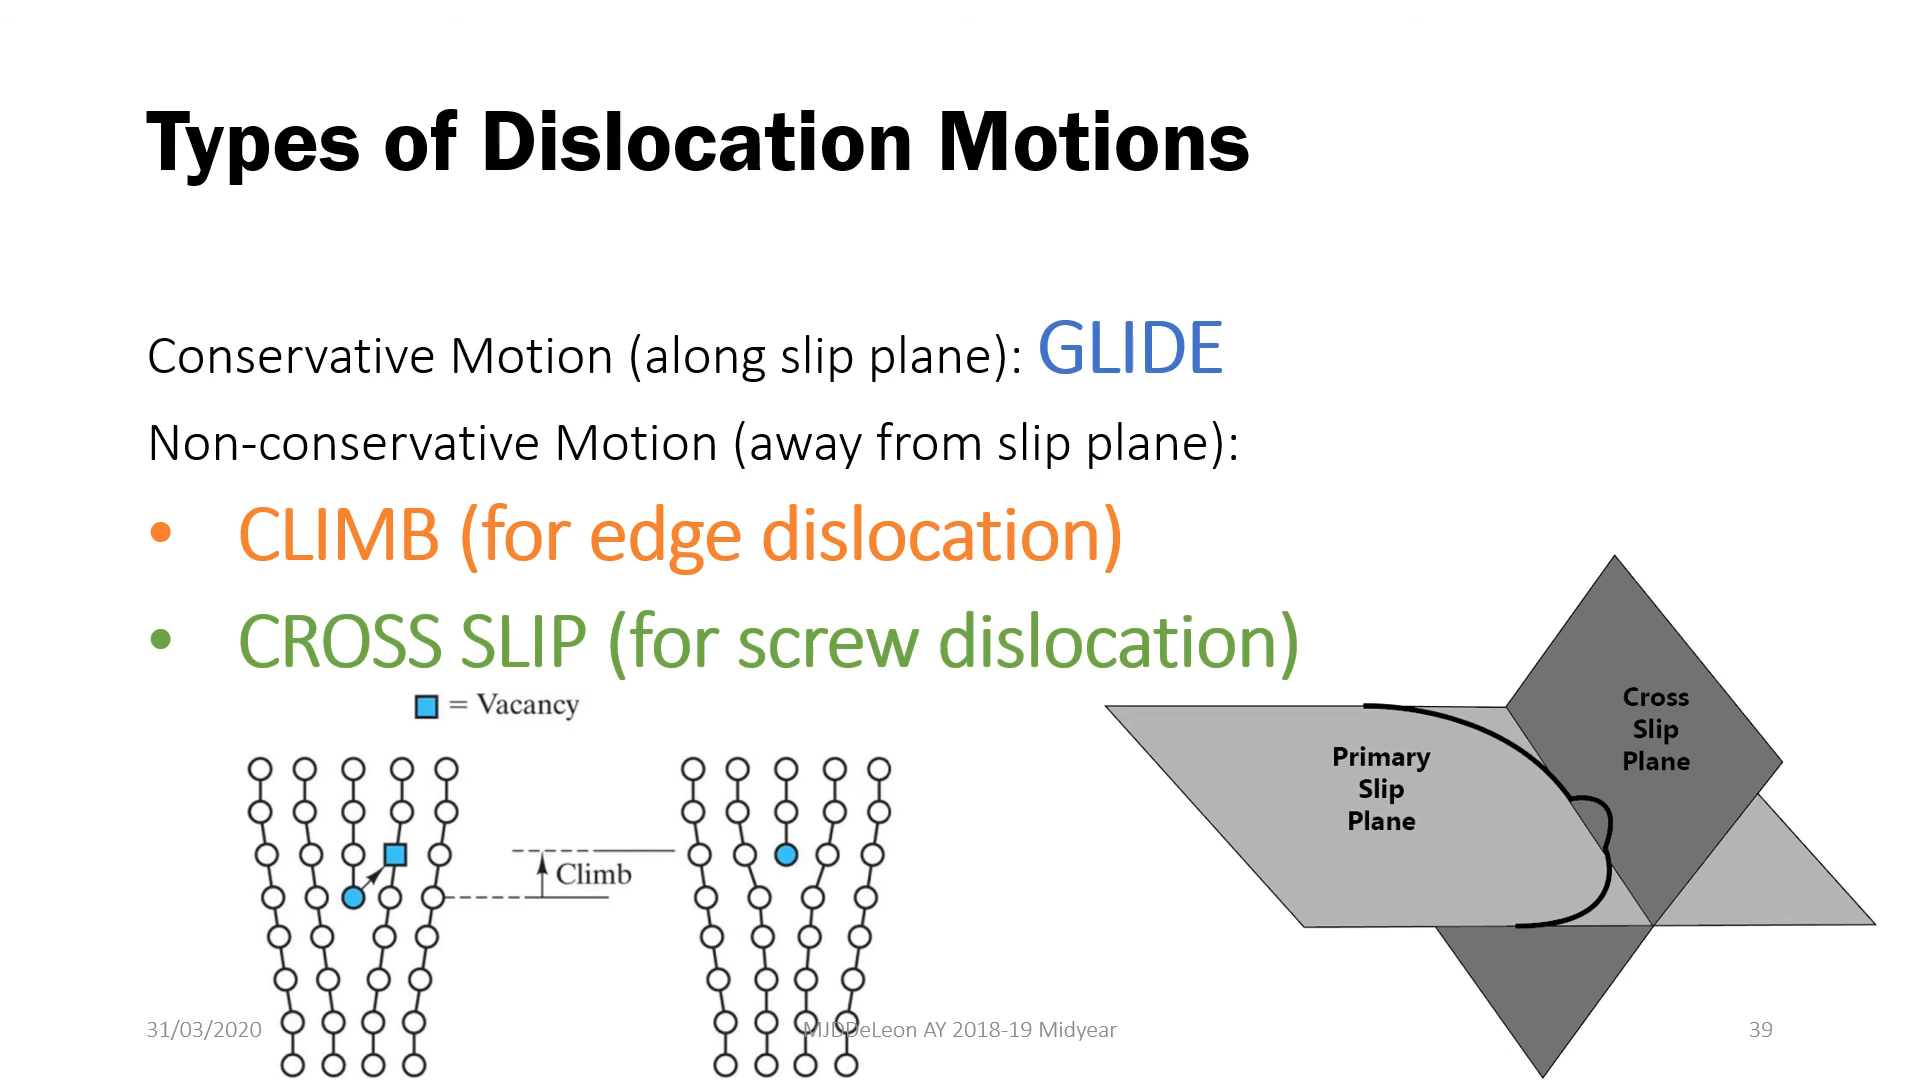 Types of Dislocation Motions
Conservative Motion (along slip plane): GLIDE
Non-conservative Motion (away from slip plane):
• CLIMB (for edge dislocation)
• CROSS SLIP (for screw dislocation)
= Vacancy
Climb
Primary
Slip
Plane
Cross
Slip
Plane
31/03/2020
MJDDeLeon AY 2018-19 Midyear
39